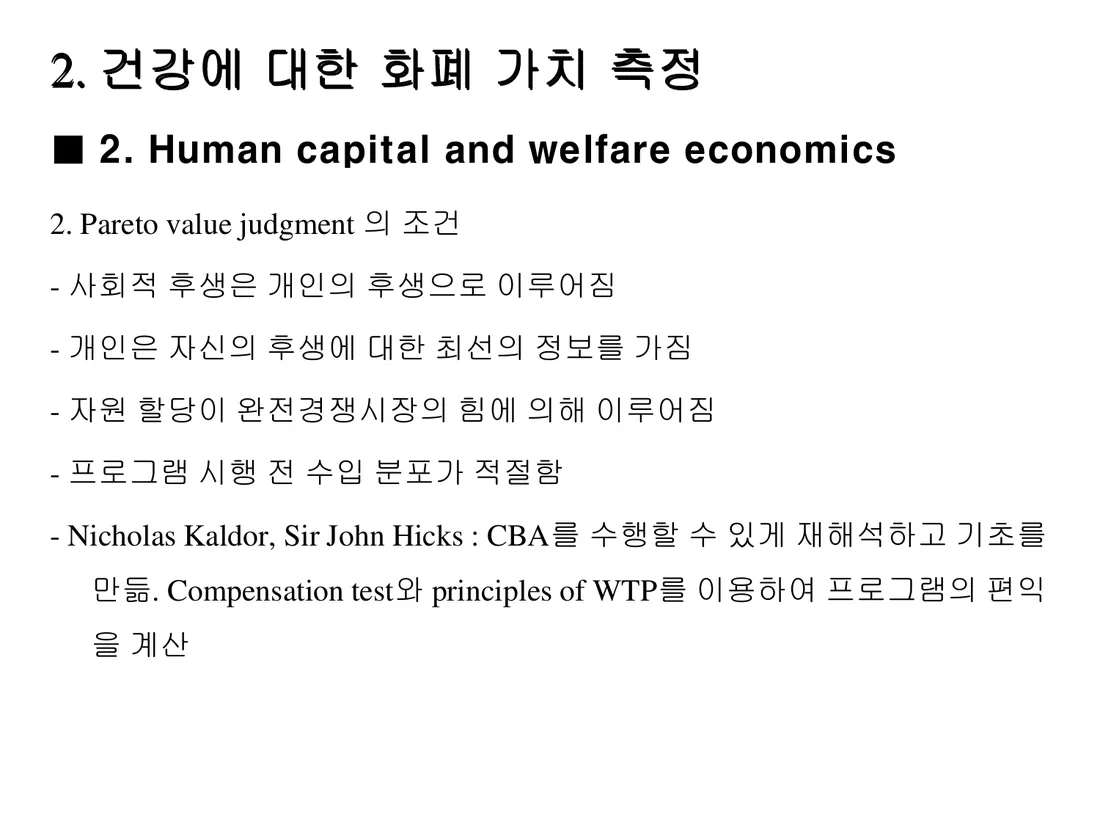 2. 건강에 대한 화폐 가치 측정
■ 2. Human capital and welfare economics
2. Pareto value judgment 의 조건
- 사회적 후생은 개인의 후생으로 이루어짐
- 개인은 자신의 후생에 대한 최선의 정보를 가짐
- 자원 할당이 완전경쟁시장의 힘에 의해 이루어짐
- 프로그램 시행 전 수입 분포가 적절함
- Nicholas Kaldor, Sir John Hicks : CBA를 수행할 수 있게 재해석하고 기초를
만듦. Compensation test와 principles of WTP를 이용하여 프로그램의 편익
을 계산